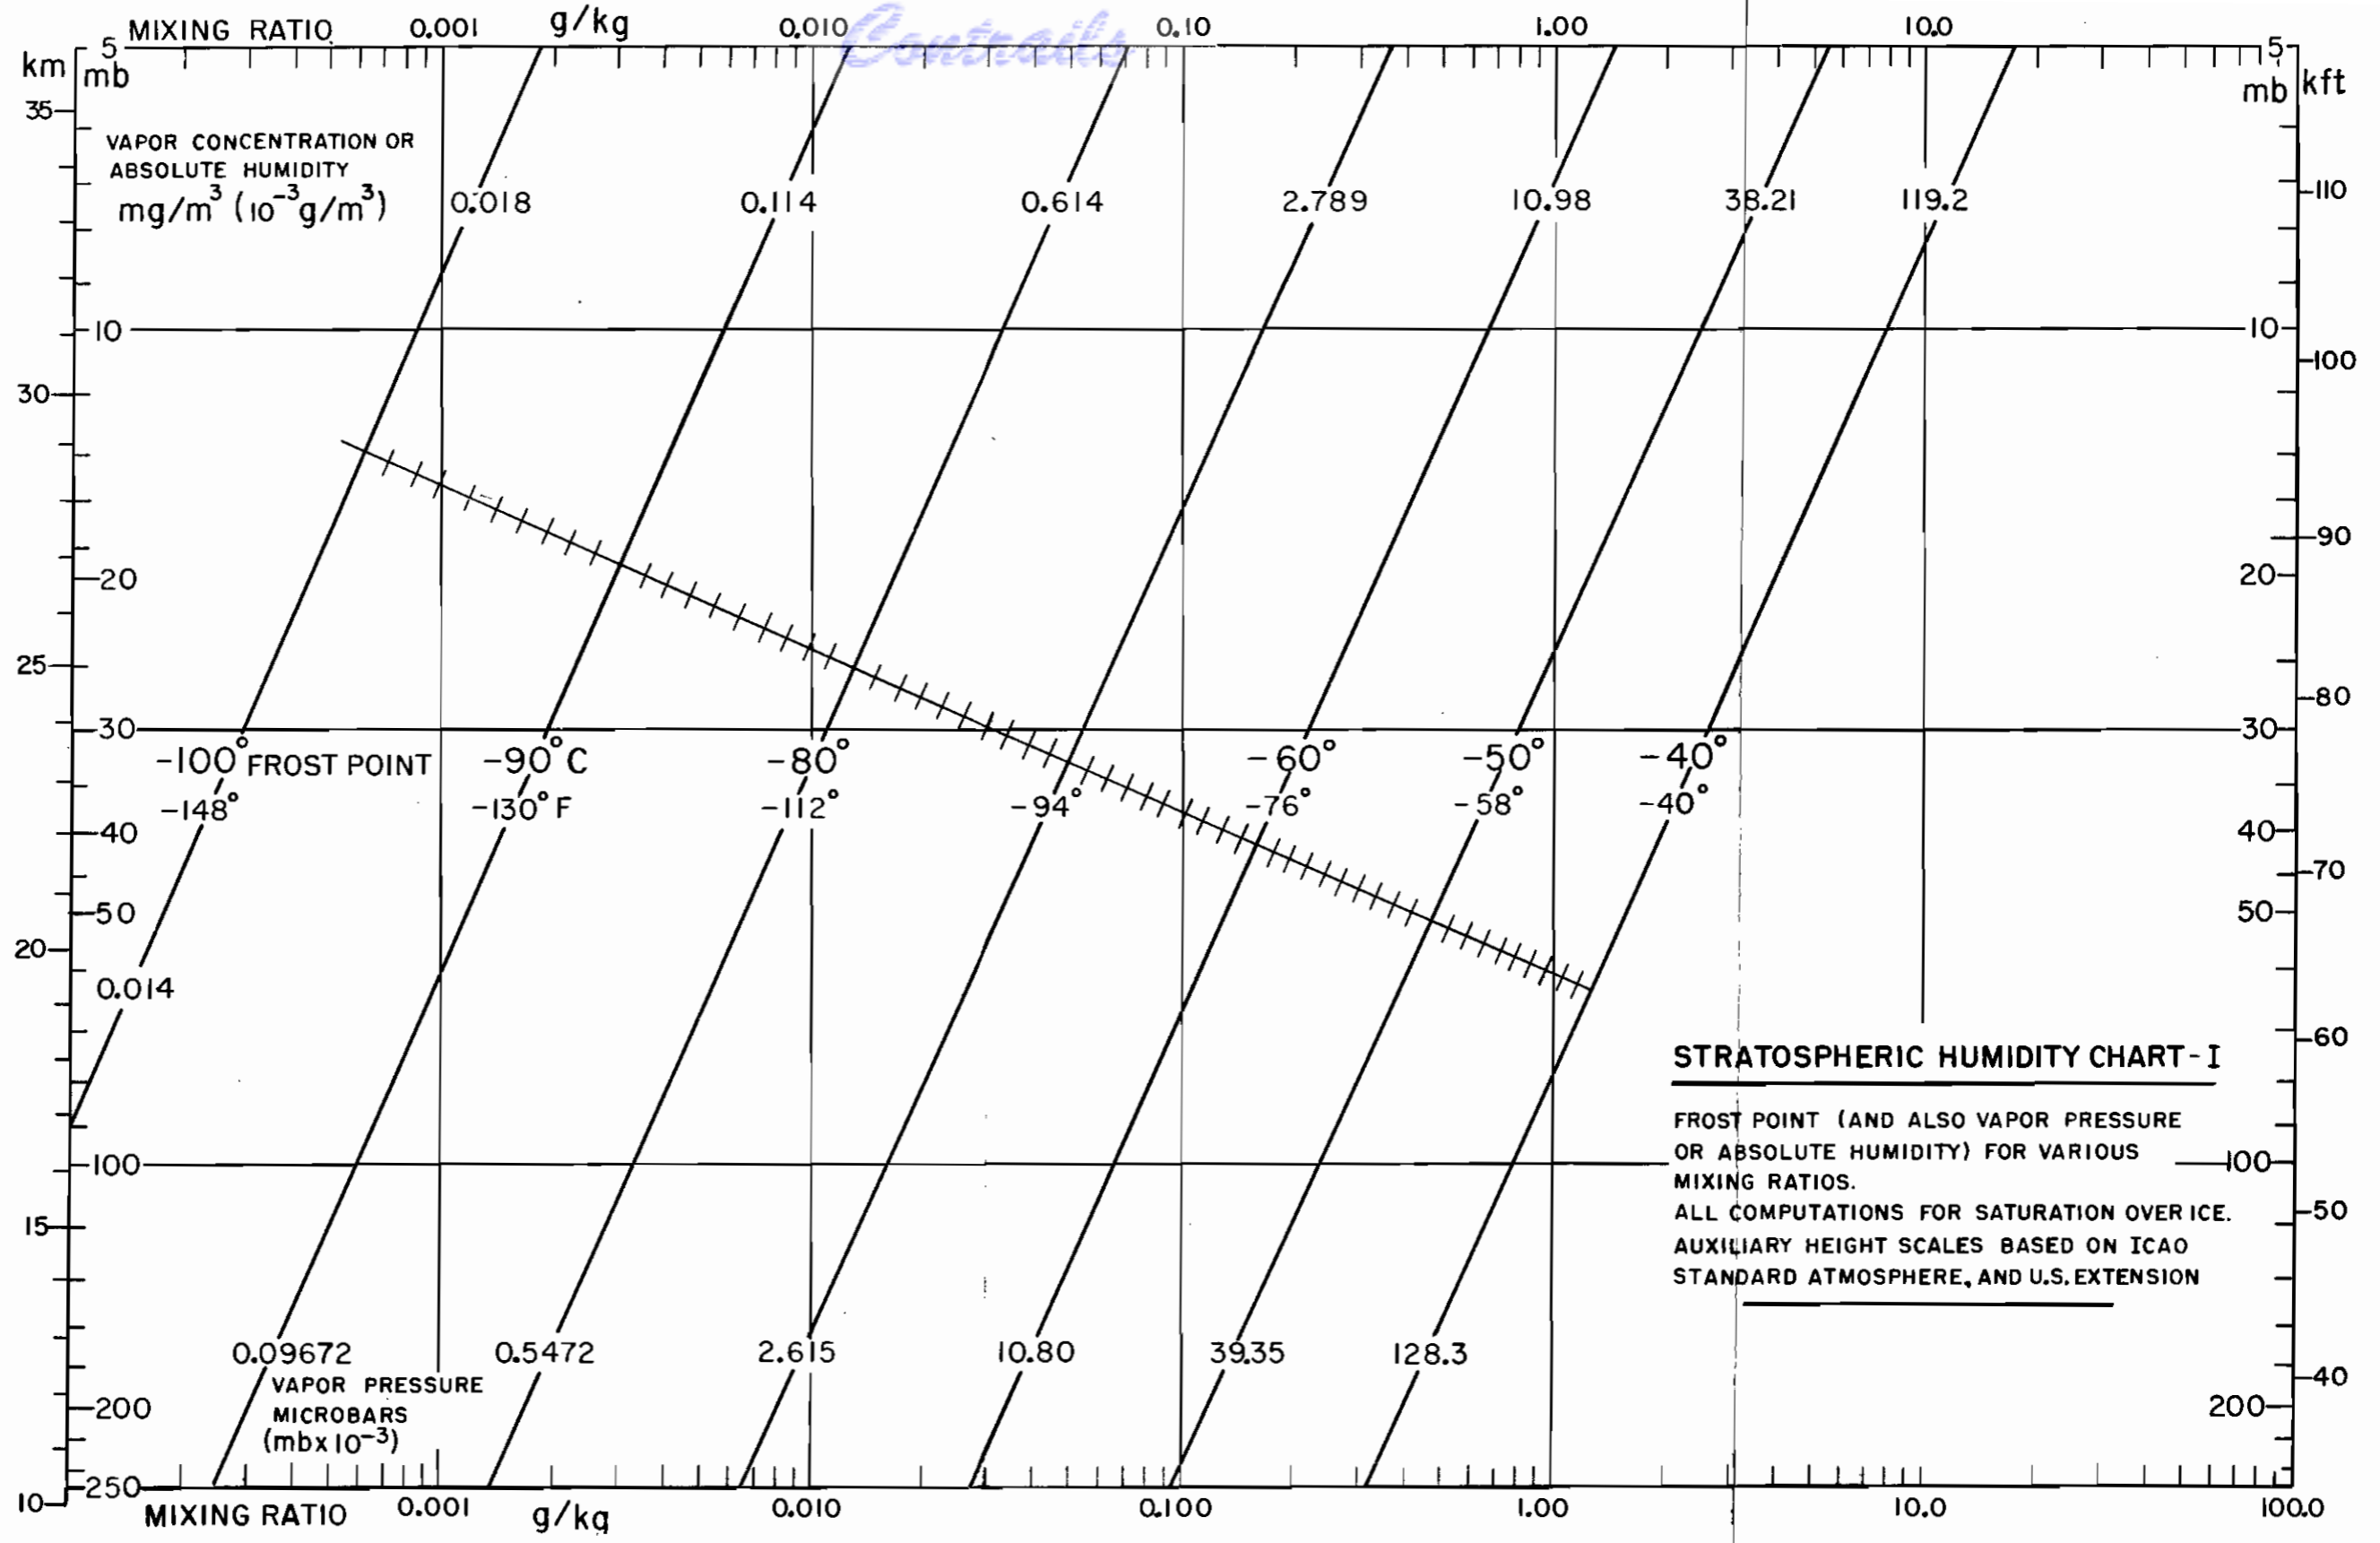 MIXING RATIO 0.001 g/kg 0.010 0.10 1.00 10.0
Contrails
km 5 mb 5 mb kft
35
VAPOR CONCENTRATION OR
ABSOLUTE HUMIDITY
mg/m³ (10⁻³g/m³) 0.018 0.114 0.614 2.789 10.98 38.21 119.2 110
10 10
100
30
90
20 20
25
80
30 30
-100° FROST POINT -90° C -80° -60° -50° -40°
-148° -130° F -112° -94° -76° -58° -40°
40 40
70
50 50
20
0.014
60
STRATOSPHERIC HUMIDITY CHART-I
FROST POINT (AND ALSO VAPOR PRESSURE
OR ABSOLUTE HUMIDITY) FOR VARIOUS
100 100
MIXING RATIOS.
ALL COMPUTATIONS FOR SATURATION OVER ICE.
15 50
AUXILIARY HEIGHT SCALES BASED ON ICAO
STANDARD ATMOSPHERE, AND U.S. EXTENSION
0.09672 0.5472 2.615 10.80 39.35 128.3
VAPOR PRESSURE
40
MICROBARS
200 200
(mbx10⁻³)
250
10
MIXING RATIO 0.001 g/kg 0.010 0.100 1.00 10.0 100.0